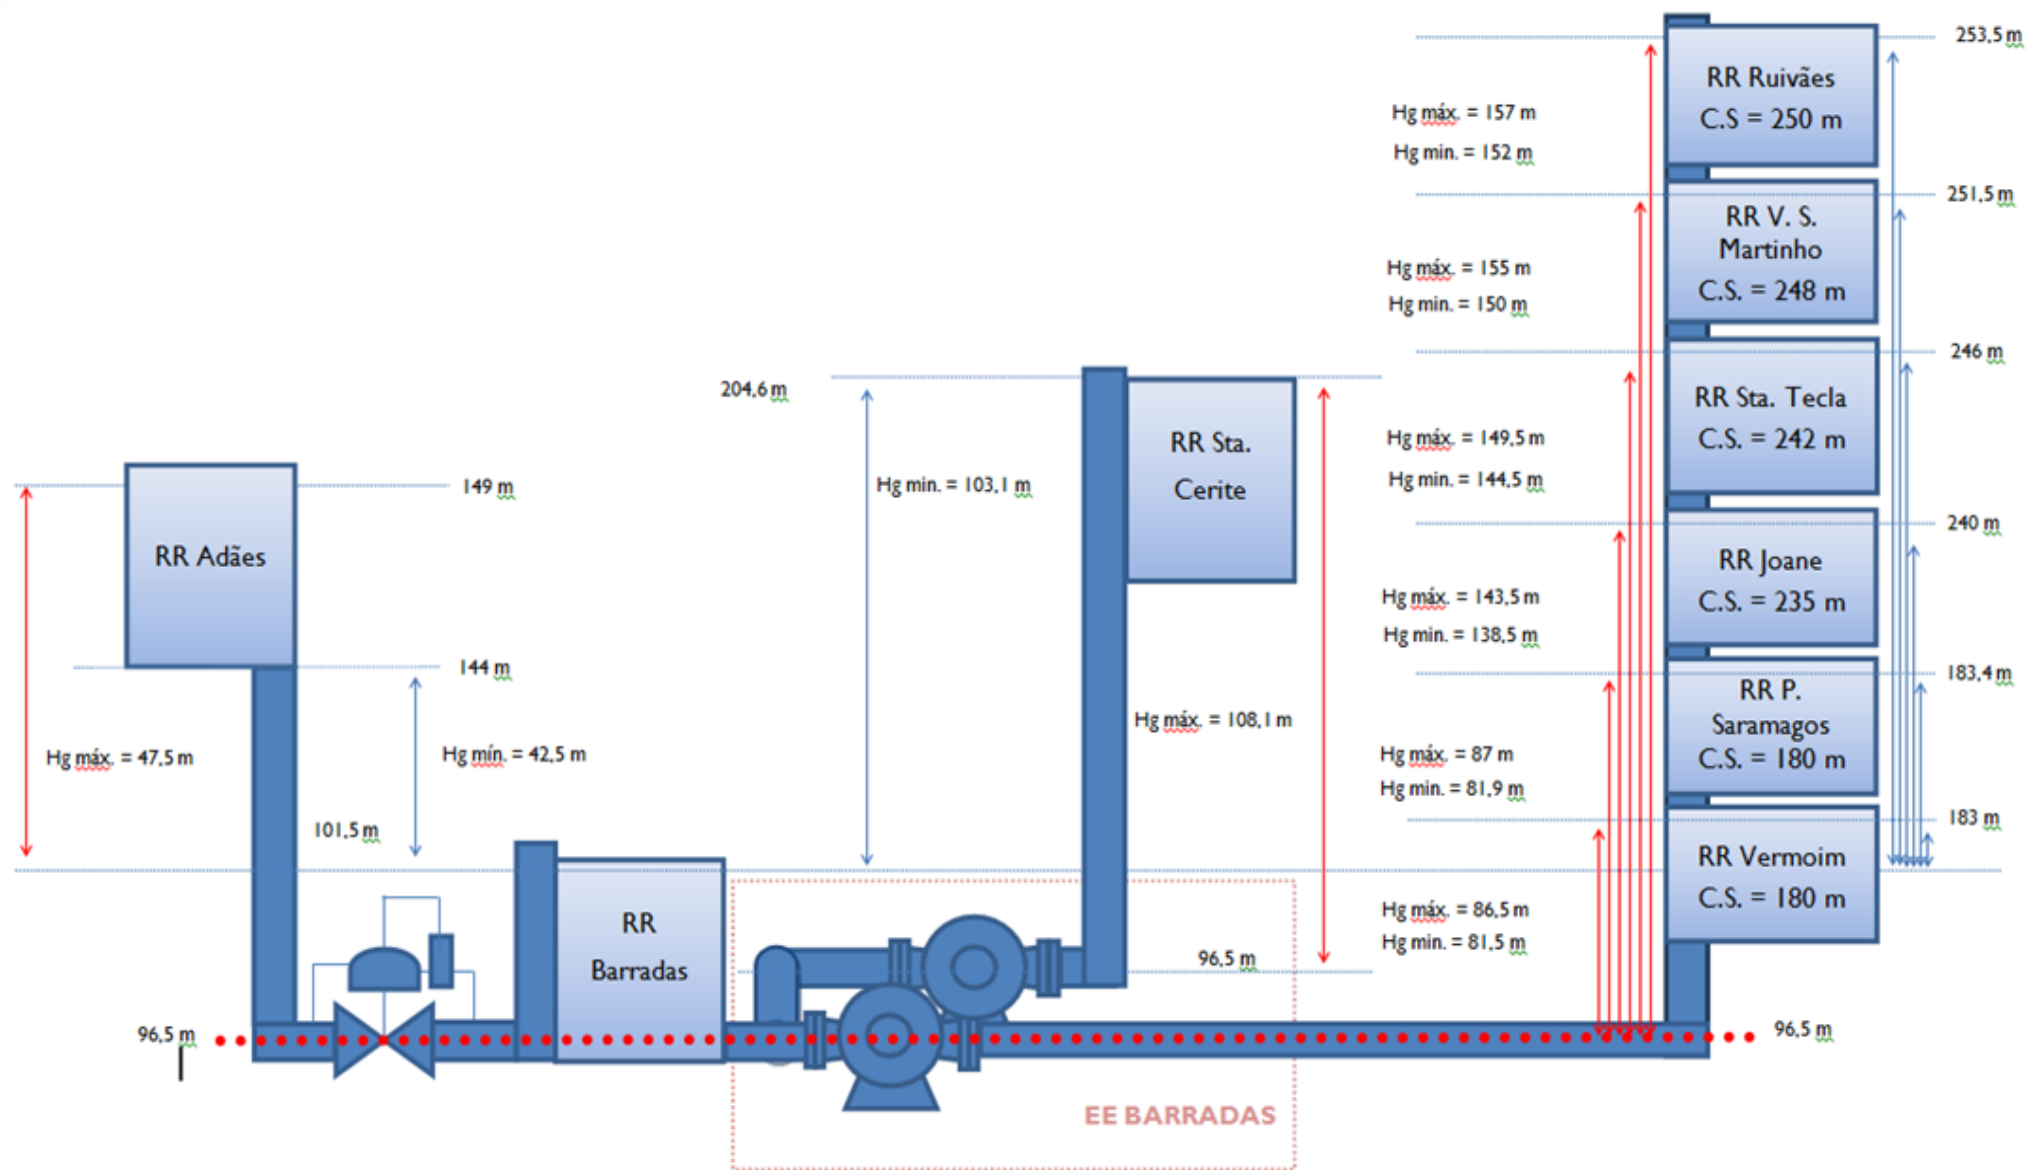 253,5 m
RR Ruivães
C.S = 250 m
Hg máx. = 157 m
Hg min. = 152 m
251,5 m
RR V. S.
Martinho
C.S. = 248 m
Hg máx. = 155 m
Hg min. = 150 m
246 m
RR Sta. Tecla
C.S. = 242 m
Hg máx. = 149,5 m
Hg min. = 144,5 m
204,6 m
RR Sta.
Cerite
Hg min. = 103,1 m
149 m
RR Adães
144 m
240 m
RR Joane
C.S. = 235 m
Hg máx. = 143,5 m
Hg min. = 138,5 m
183,4 m
RR P.
Saramagos
C.S. = 180 m
Hg máx. = 108,1 m
Hg máx. = 47,5 m
Hg mín. = 42,5 m
Hg máx. = 87 m
Hg min. = 81,9 m
101,5 m
183 m
RR Vermoim
C.S. = 180 m
Hg máx. = 86,5 m
Hg min. = 81,5 m
RR
Barradas
96,5 m
96,5 m
96,5 m
EE BARRADAS